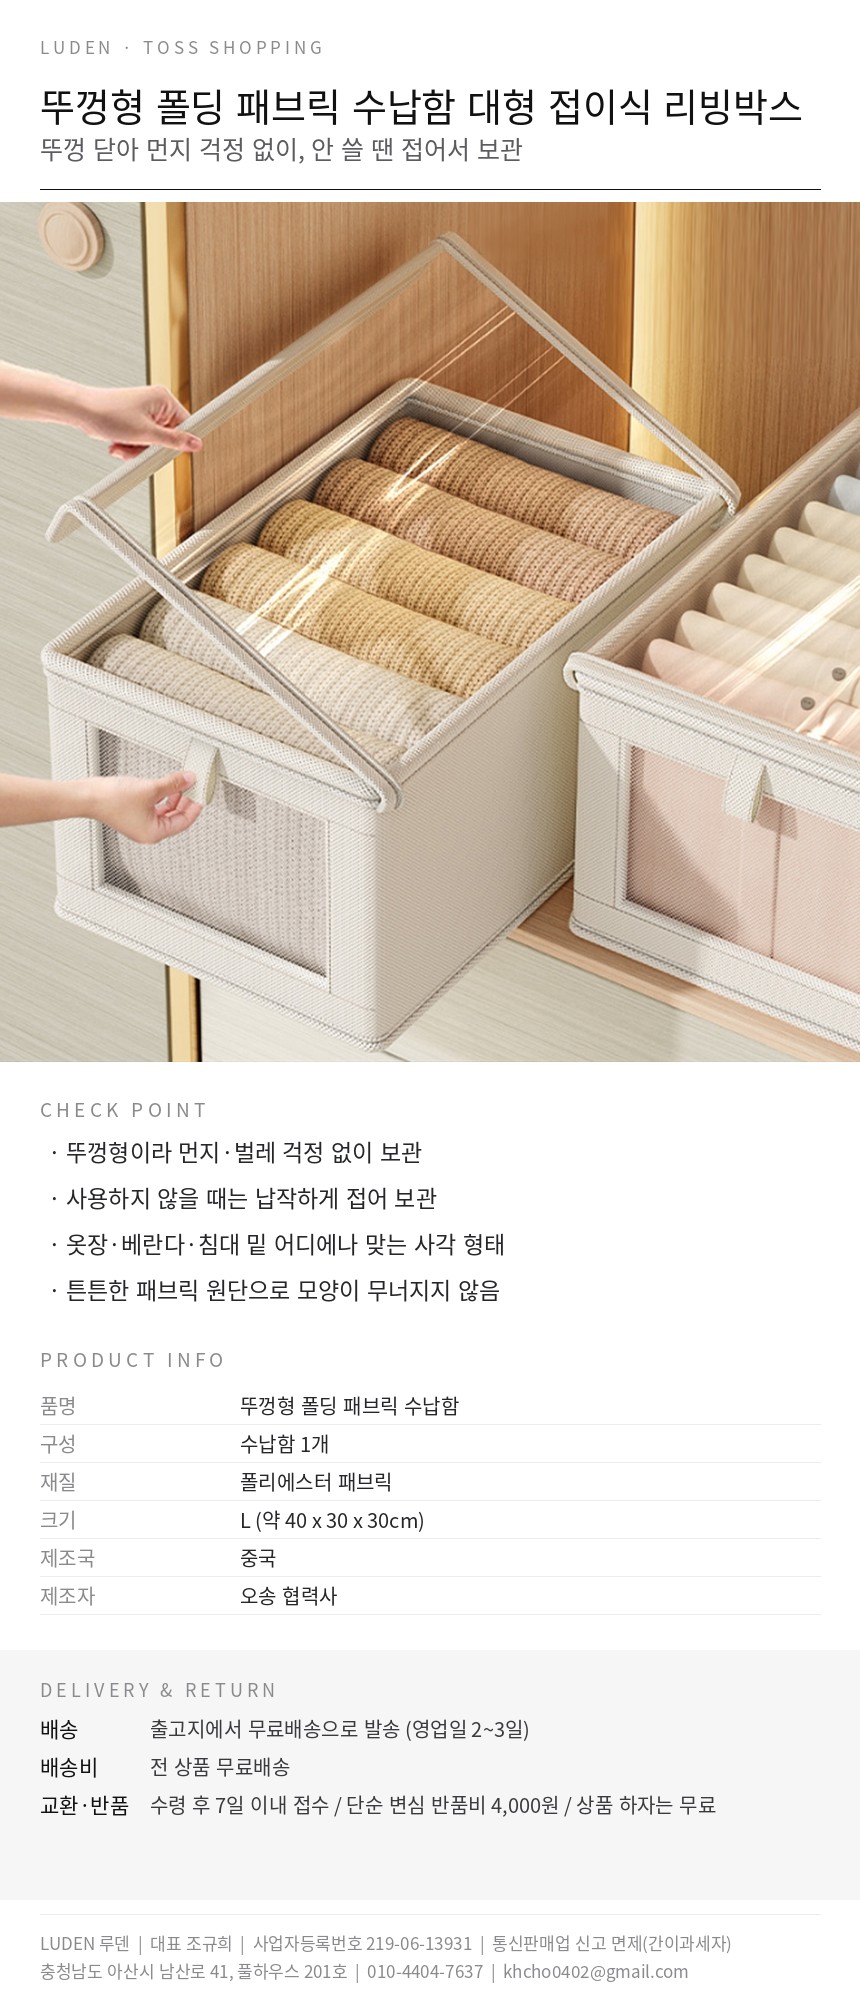 LUDEN · TOSS SHOPPING
뚜껑형 폴딩 패브릭 수납함 대형 접이식 리빙박스
뚜껑 닫아 먼지 걱정 없이, 안 쓸 땐 접어서 보관
CHECK POINT
· 뚜껑형이라 먼지·벌레 걱정 없이 보관
· 사용하지 않을 때는 납작하게 접어 보관
· 옷장·베란다·침대 밑 어디에나 맞는 사각 형태
· 튼튼한 패브릭 원단으로 모양이 무너지지 않음
PRODUCT INFO
품명 뚜껑형 폴딩 패브릭 수납함
구성 수납함 1개
재질 폴리에스터 패브릭
크기 L (약 40 x 30 x 30cm)
제조국 중국
제조자 오송 협력사
DELIVERY & RETURN
배송 출고지에서 무료배송으로 발송 (영업일 2~3일)
배송비 전 상품 무료배송
교환·반품 수령 후 7일 이내 접수 / 단순 변심 반품비 4,000원 / 상품 하자는 무료
LUDEN 루덴 | 대표 조규희 | 사업자등록번호 219-06-13931 | 통신판매업 신고 면제(간이과세자)
충청남도 아산시 남산로 41, 풀하우스 201호 | 010-4404-7637 | khcho0402@gmail.com